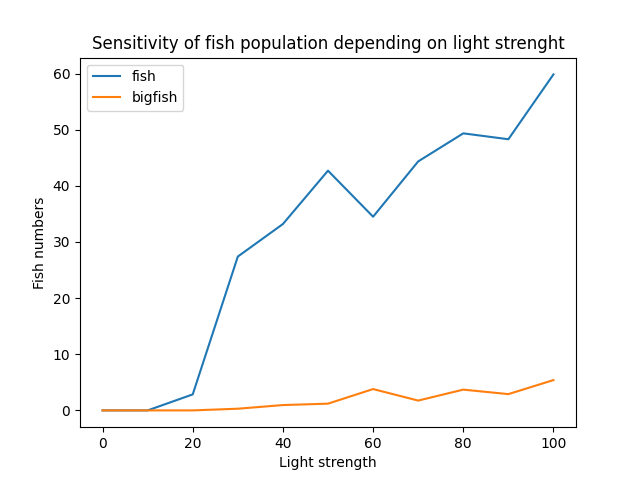 Sensitivity of fish population depending on light strenght
fish
bigfish
60
50
40
30
20
10
0
Fish numbers
0 20 40 60 80 100
Light strength